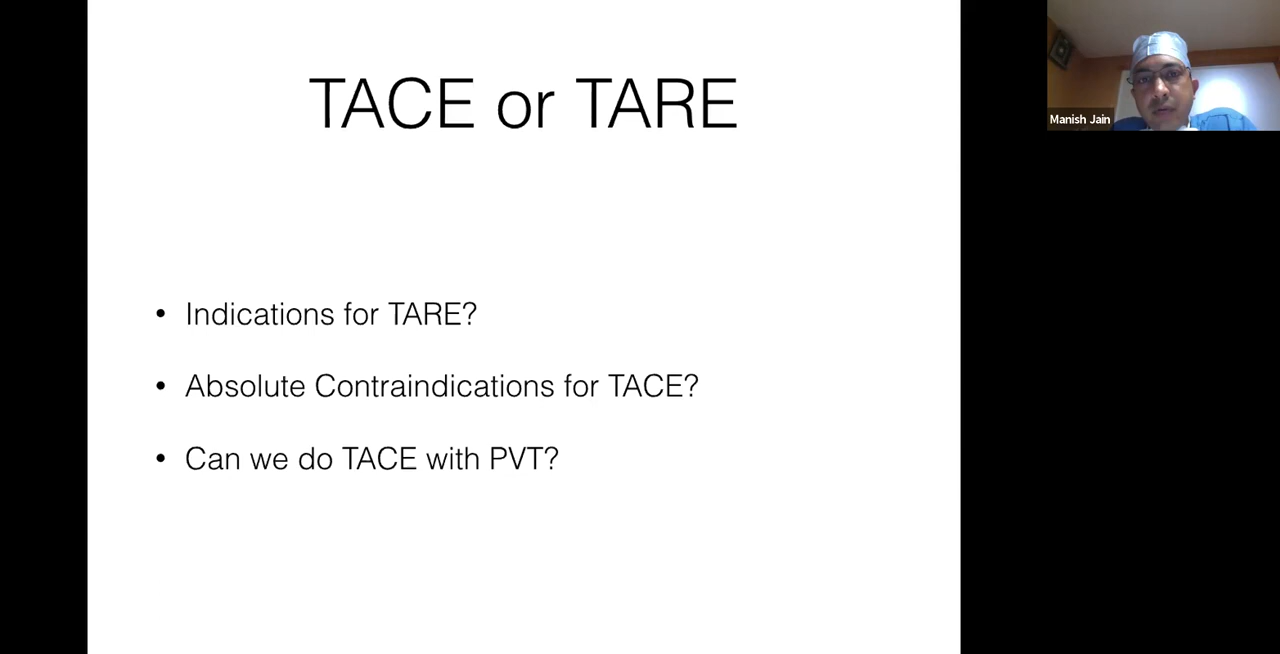 TACE or TARE
• Indications for TARE?
• Absolute Contraindications for TACE?
• Can we do TACE with PVT?
Manish Jain